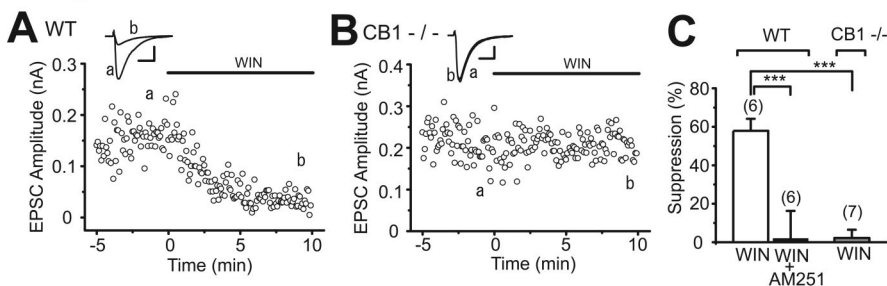 A WT
b
a
WIN
EPSC Amplitude (nA)
0.3
0.2
0.1
0
a
b
-5 0 5 10
Time (min)
B CB1 - / -
b
a
WIN
EPSC Amplitude (nA)
0.4
0.3
0.2
0.1
0
a
b
-5 0 5 10
Time (min)
C
WT CB1 -/-
***
***
Suppression (%)
80
60
40
20
0
(6)
(6)
(7)
WIN WIN WIN
+
AM251